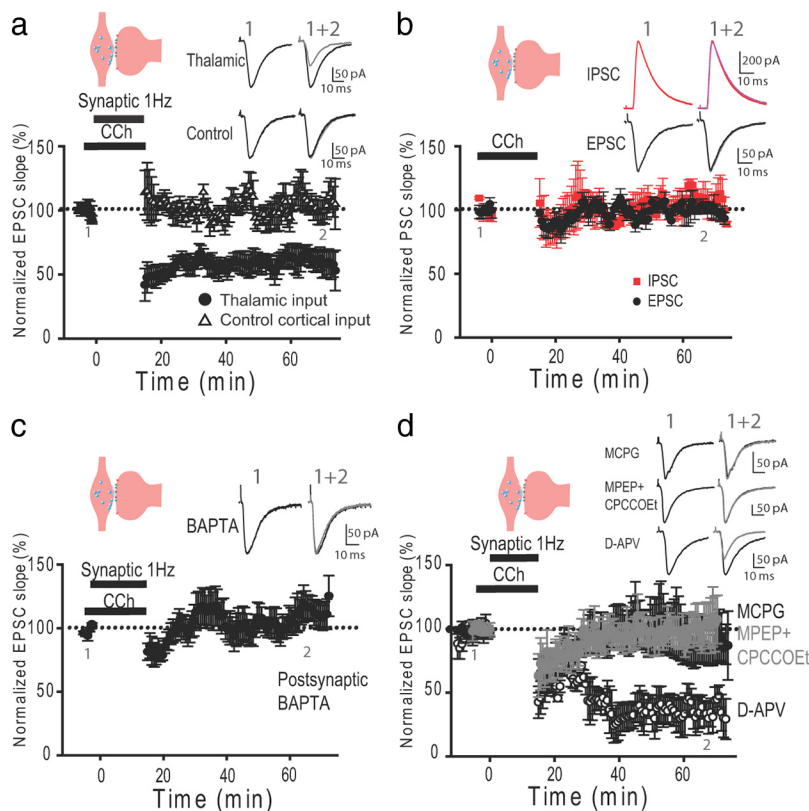 a
1 1+2
Thalamic
50 pA
10 ms
Synaptic 1Hz
CCh
Control
50 pA
10 ms
Normalized EPSC slope (%)
150
100
50
0
1
2
Thalamic input
Control cortical input
0 20 40 60
Time (min)
b
1 1+2
IPSC
200 pA
10 ms
CCh
EPSC
50 pA
10 ms
Normalized PSC slope (%)
150
100
50
0
1
2
IPSC
EPSC
0 20 40 60
Time (min)
c
1 1+2
BAPTA
50 pA
10 ms
Synaptic 1Hz
CCh
Normalized EPSC slope (%)
150
100
50
0
1
2
Postsynaptic
BAPTA
0 20 40 60
Time (min)
d
1 1+2
MCPG
50 pA
MPEP+
CPCCOEt
50 pA
D-APV
50 pA
10 ms
Synaptic 1Hz
CCh
Normalized EPSC slope (%)
150
100
50
0
1
MCPG
MPEP+
CPCCOEt
D-APV
2
0 20 40 60
Time (min)